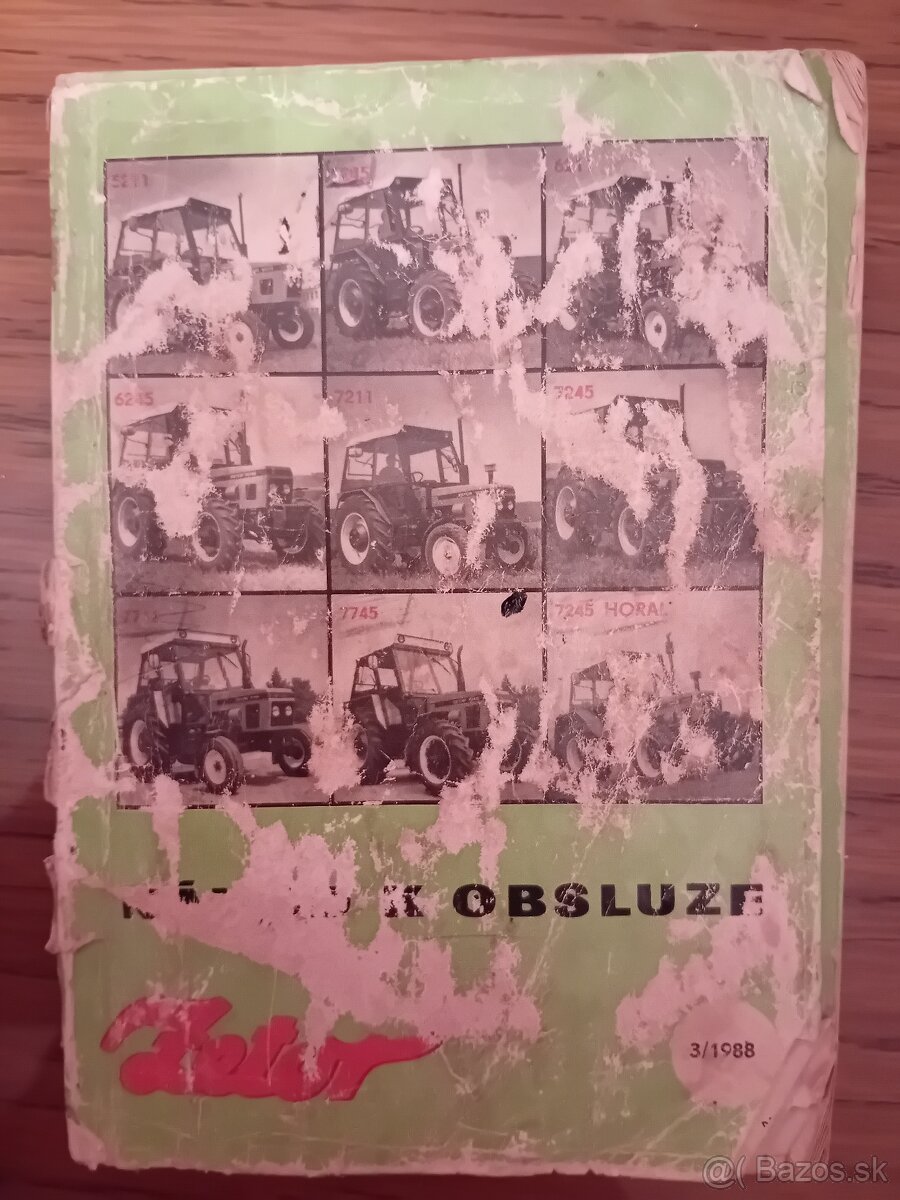 5211
6245
7211
7245
7745
7245 HORAL
K OBSLUZE
Zetor
3/1988
@( Bazos.sk